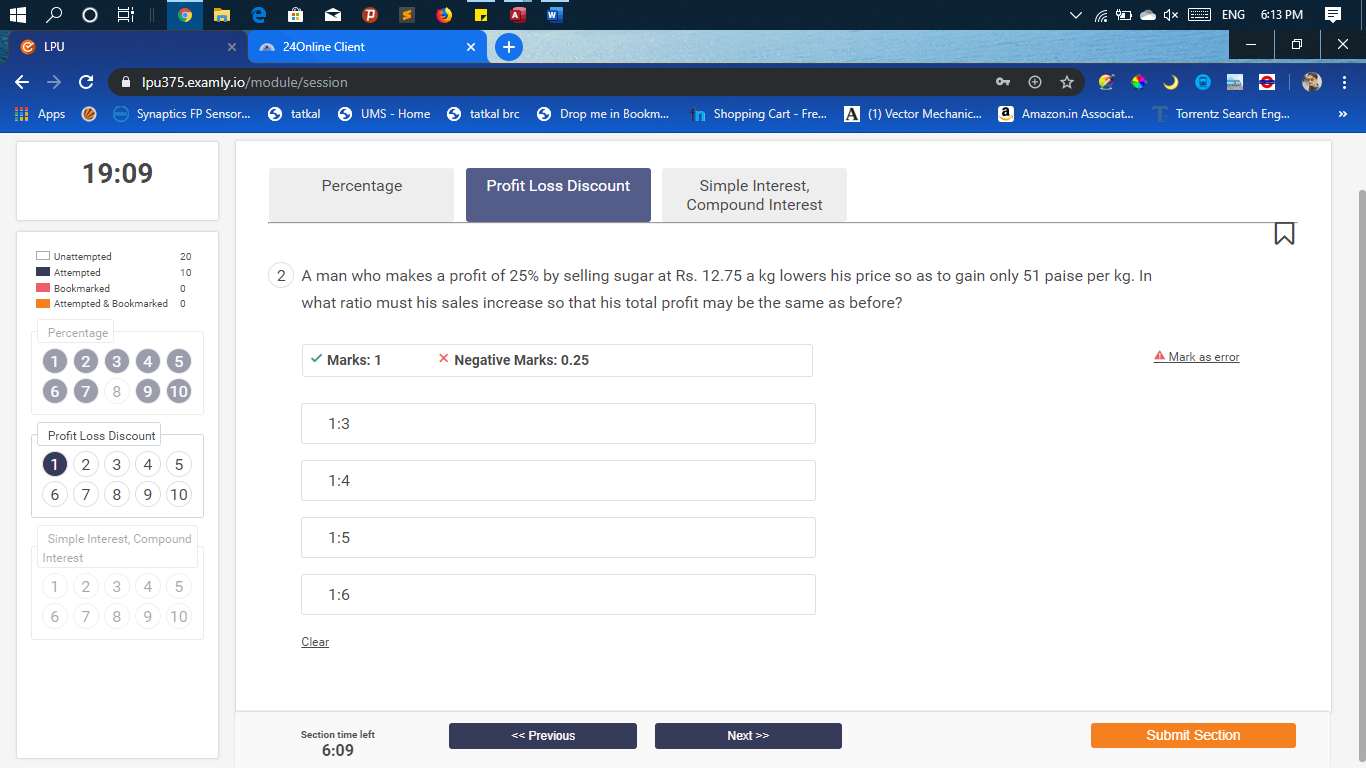 ENG 6:13 PM
LPU
24Online Client
lpu375.examly.io/module/session
Apps Synaptics FP Sensor... tatkal UMS - Home tatkal brc Drop me in Bookm... Shopping Cart - Fre... (1) Vector Mechanic... Amazon.in Associat... Torrentz Search Eng... »
19:09
Unattempted 20
Attempted 10
Bookmarked 0
Attempted & Bookmarked 0
Percentage
1 2 3 4 5
6 7 8 9 10
Profit Loss Discount
1 2 3 4 5
6 7 8 9 10
Simple Interest, Compound
Interest
1 2 3 4 5
6 7 8 9 10
Percentage
Profit Loss Discount
Simple Interest,
Compound Interest
2 A man who makes a profit of 25% by selling sugar at Rs. 12.75 a kg lowers his price so as to gain only 51 paise per kg. In
what ratio must his sales increase so that his total profit may be the same as before?
Marks: 1 Negative Marks: 0.25
Mark as error
1:3
1:4
1:5
1:6
Clear
Section time left
6:09
<< Previous
Next >>
Submit Section